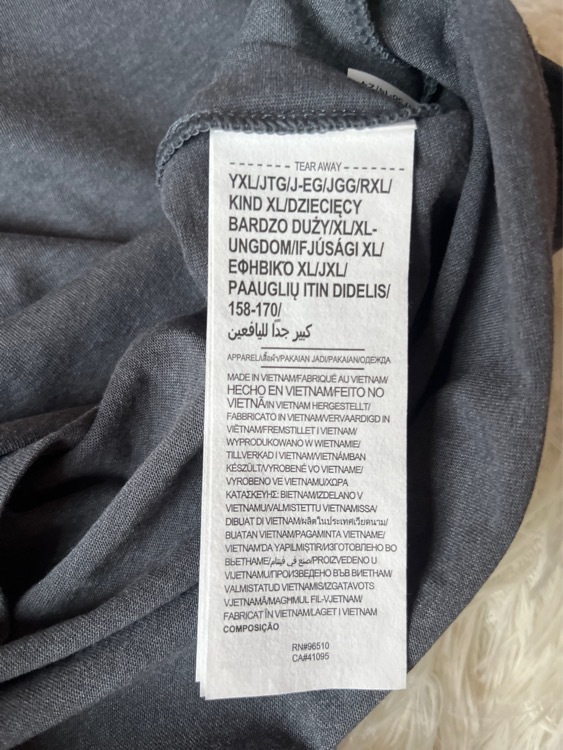 - - - - - - - - TEAR AWAY - - - - - - - -
YXL/JTG/J-EG/JGG/RXL/
KIND XL/DZIECIĘCY
BARDZO DUŻY/XL/XL-
UNGDOM/IFJÚSÁGI XL/
ΕΦΗΒΙΚΌ XL/JXL/
PAAUGLIŲ ITIN DIDELIS/
158-170/
كبير جدًا لليافعين
APPAREL/เสื้อผ้า/PAKAIAN JADI/PAKAIAN/ОДЕЖДА
MADE IN VIETNAM/FABRIQUÉ AU VIETNAM/
HECHO EN VIETNAM/FEITO NO
VIETNÃ/IN VIETNAM HERGESTELLT/
FABBRICATO IN VIETNAM/VERVAARDIGD IN
VIËTNAM/FREMSTILLET I VIETNAM/
WYPRODUKOWANO W WIETNAMIE/
TILLVERKAD I VIETNAM/VIETNÁMBAN
KÉSZÜLT/VYROBENÉ VO VIETNAME/
VYROBENO VE VIETNAMU/ΧΩΡΑ
ΚΑΤΑΣΚΕΥΗΣ: ΒΙΕΤΝΑΜ/IZDELANO V
VIETNAMU/VALMISTETTU VIETNAMISSA/
DIBUAT DI VIETNAM/ผลิตในประเทศเวียดนาม/
BUATAN VIETNAM/PAGAMINTA VIETNAME/
VIETNAM'DA YAPILMIŞTIR/ИЗГОТОВЛЕНО ВО
ВЬЕТНАМЕ/صنع في فيتنام/PROIZVEDENO U
VIJETNAMU/ПРОИЗВЕДЕНО ВЪВ ВИЕТНАМ/
VALMISTATUD VIETNAMIS/IZGATAVOTS
VJETNAMĀ/MAGHMUL FIL-VJETNAM/
FABRICAT ÎN VIETNAM/LAGET I VIETNAM
COMPOSIÇÃO
RN#96510
CA#41095